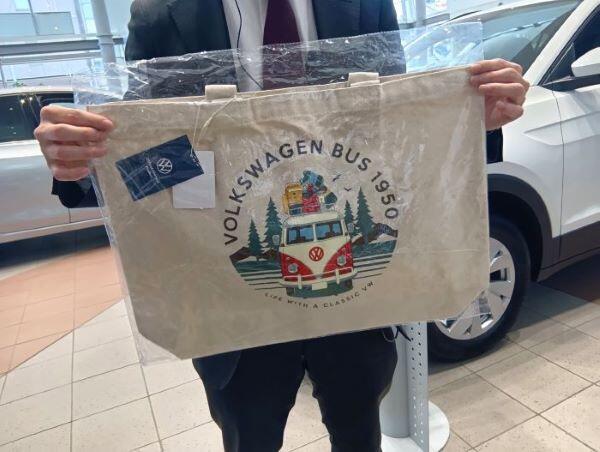 VOLKSWAGEN BUS 1950
LIFE WITH A CLASSIC VW